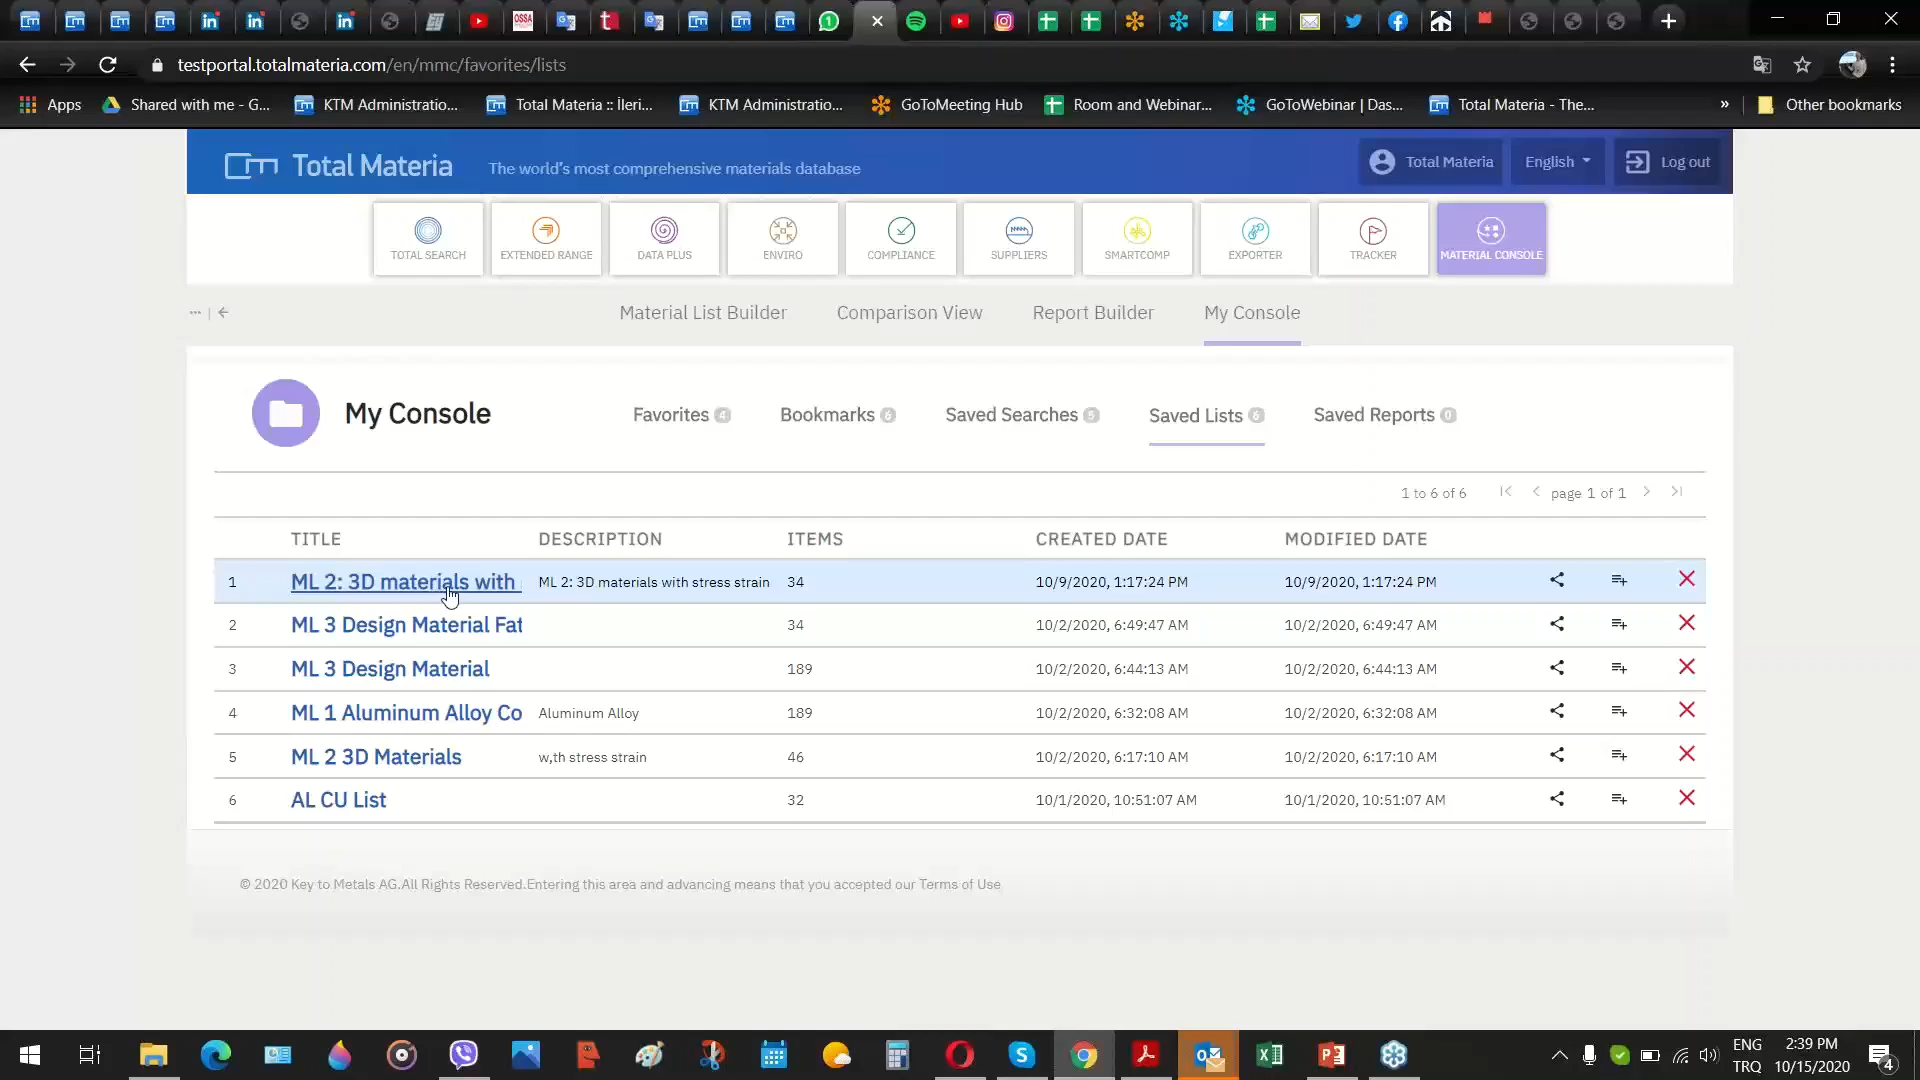 testportal.totalmateria.com/en/mmc/favorites/lists
Apps
Shared with me - G...
KTM Administratio...
Total Materia :: İleri...
KTM Administratio...
GoToMeeting Hub
Room and Webinar...
GoToWebinar | Das...
Total Materia - The...
»
Other bookmarks
Total Materia
The world's most comprehensive materials database
Total Materia
English
Log out
TOTAL SEARCH
EXTENDED RANGE
DATA PLUS
ENVIRO
COMPLIANCE
SUPPLIERS
SMARTCOMP
EXPORTER
TRACKER
MATERIAL CONSOLE
... |
Material List Builder
Comparison View
Report Builder
My Console
My Console
Favorites 4
Bookmarks 6
Saved Searches 5
Saved Lists 6
Saved Reports 0
1 to 6 of 6
page 1 of 1
TITLE DESCRIPTION ITEMS CREATED DATE MODIFIED DATE
1 ML 2: 3D materials with ML 2: 3D materials with stress strain 34 10/9/2020, 1:17:24 PM 10/9/2020, 1:17:24 PM
2 ML 3 Design Material Fat 34 10/2/2020, 6:49:47 AM 10/2/2020, 6:49:47 AM
3 ML 3 Design Material 189 10/2/2020, 6:44:13 AM 10/2/2020, 6:44:13 AM
4 ML 1 Aluminum Alloy Co Aluminum Alloy 189 10/2/2020, 6:32:08 AM 10/2/2020, 6:32:08 AM
5 ML 2 3D Materials w,th stress strain 46 10/2/2020, 6:17:10 AM 10/2/2020, 6:17:10 AM
6 AL CU List 32 10/1/2020, 10:51:07 AM 10/1/2020, 10:51:07 AM
© 2020 Key to Metals AG.All Rights Reserved.Entering this area and advancing means that you accepted our Terms of Use
ENG
TRQ
2:39 PM
10/15/2020
4